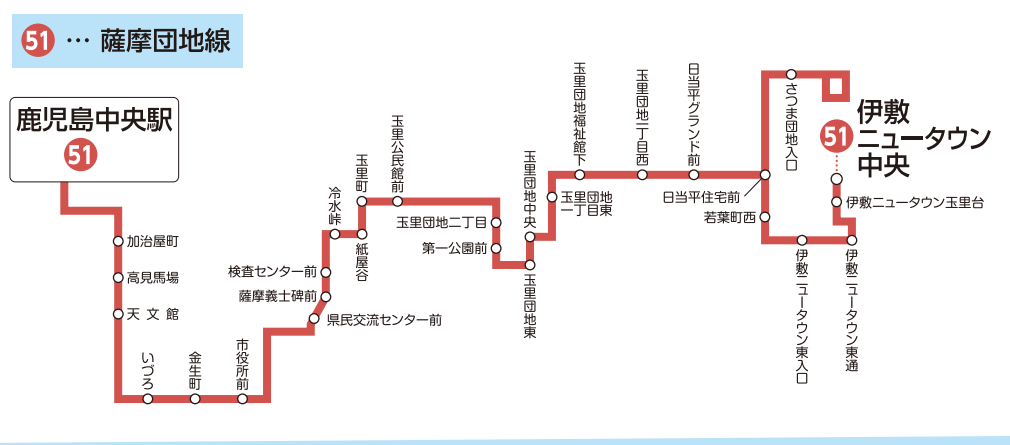 51 … 薩摩団地線
鹿児島中央駅
51
加治屋町
高見馬場
天文館
いづろ
金生町
市役所前
県民交流センター前
薩摩義士碑前
検査センター前
冷水峠
紙屋谷
玉里町
玉里公民館前
玉里団地二丁目
第一公園前
玉里団地東
玉里団地中央
玉里団地
一丁目東
玉里団地福祉館下
玉里団地一丁目西
日当平グランド前
日当平住宅前
若葉町西
さつま団地入口
伊敷ニュータウン東入口
伊敷ニュータウン東通
伊敷ニュータウン玉里台
51
伊敷
ニュータウン
中央